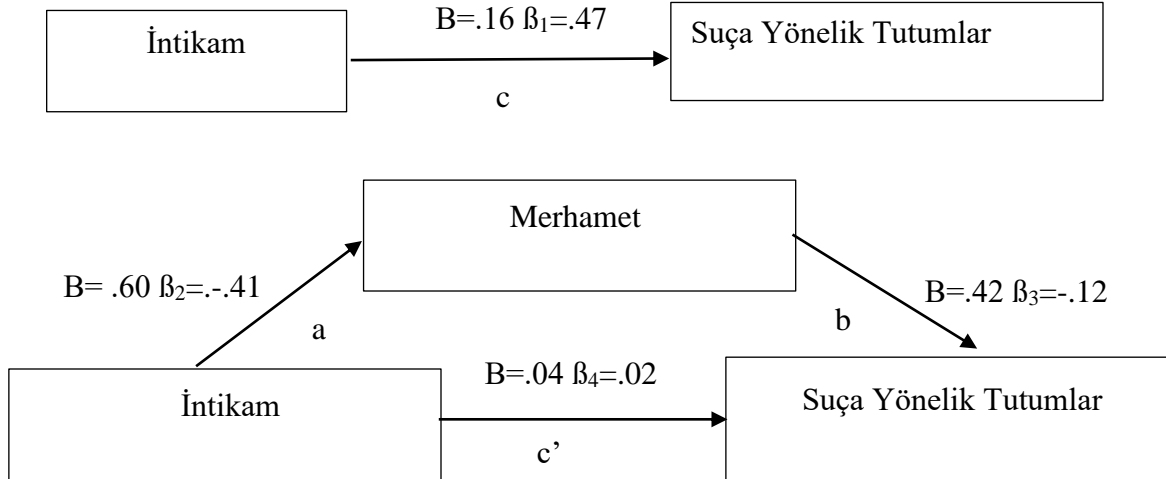 B=.16 ß₁=.47
İntikam
Suça Yönelik Tutumlar
c
Merhamet
B= .60 ß₂=.-.41
B=.42 ß₃=-.12
a
b
B=.04 ß₄=.02
İntikam
Suça Yönelik Tutumlar
c’